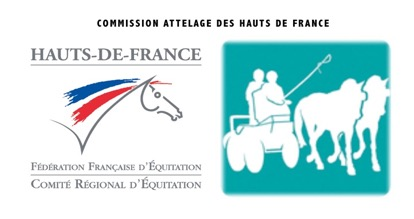 COMMISSION ATTELAGE DES HAUTS DE FRANCE
HAUTS-DE-FRANCE
FÉDÉRATION FRANÇAISE D'ÉQUITATION
COMITÉ RÉGIONAL D'ÉQUITATION